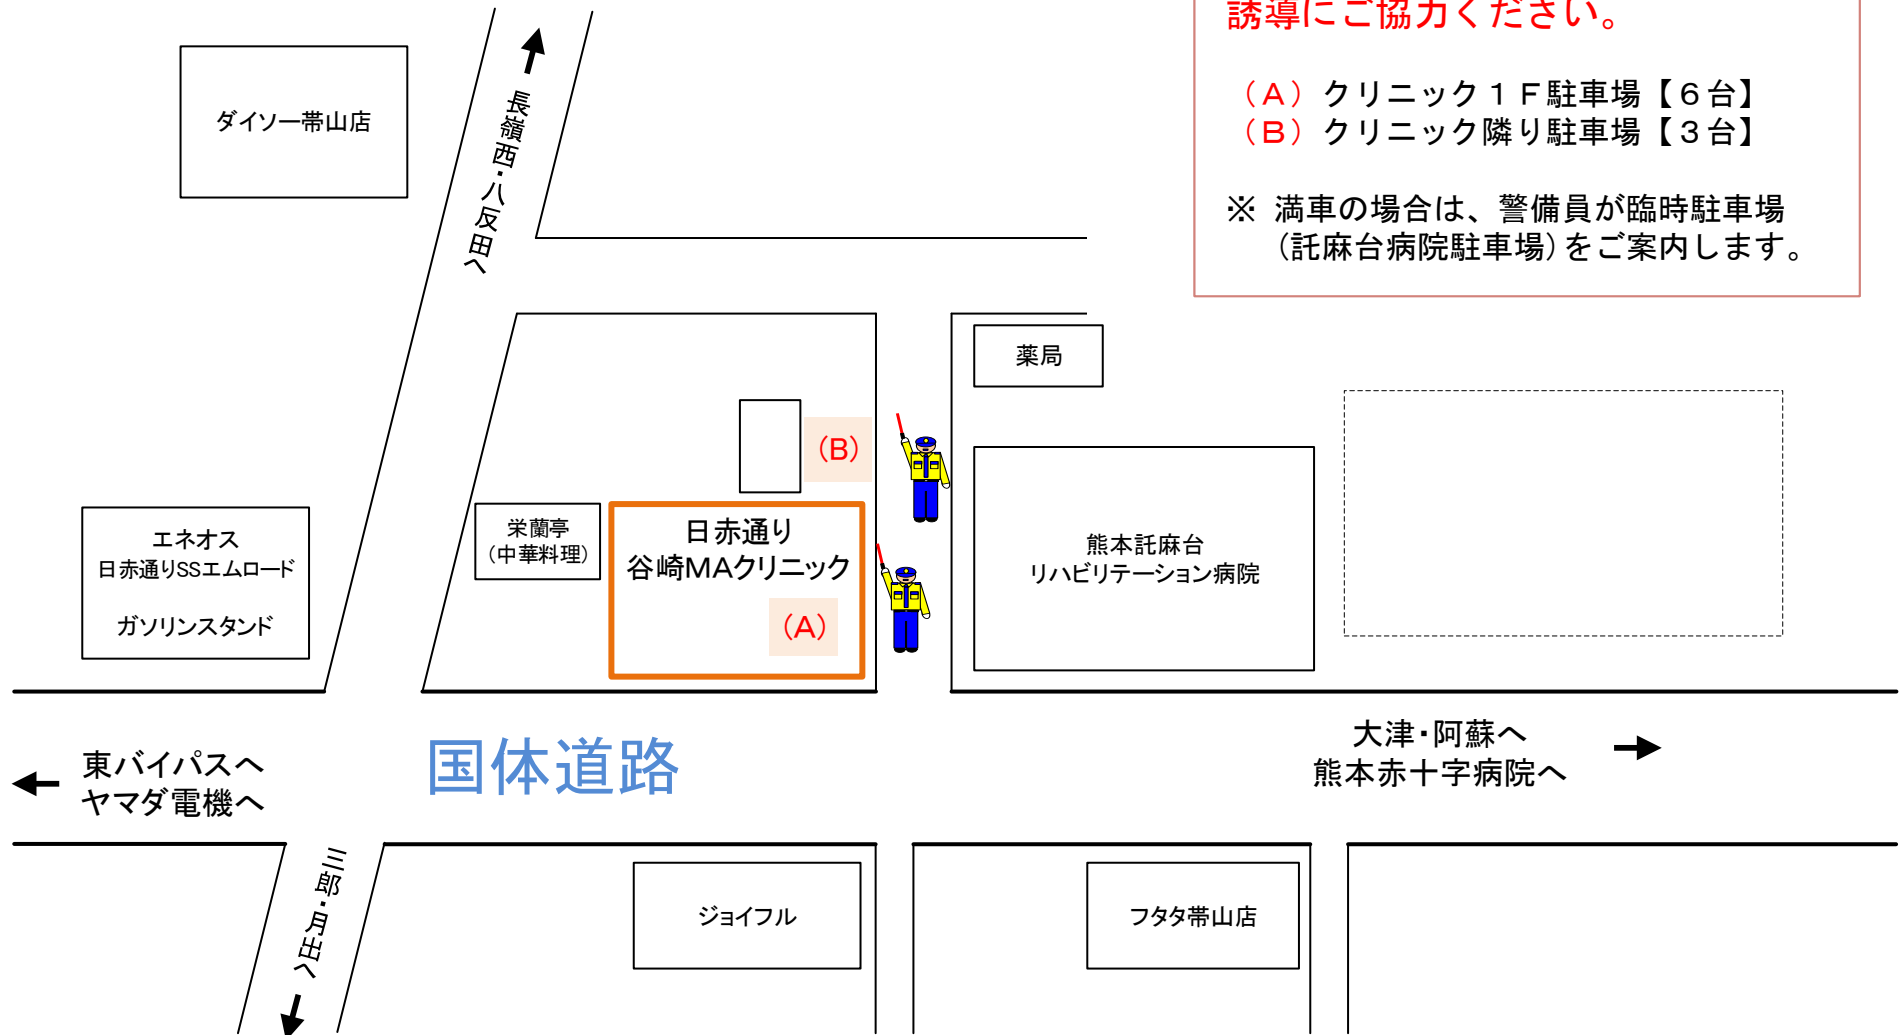 誘導にご協力ください。
（A）クリニック１Ｆ駐車場【６台】
（B）クリニック隣り駐車場【３台】
※ 満車の場合は、警備員が臨時駐車場
（託麻台病院駐車場）をご案内します。
ダイソー帯山店
長嶺西・八反田へ
薬局
（B）
エネオス
日赤通りSSエムロード
ガソリンスタンド
栄蘭亭
（中華料理）
日赤通り
谷崎MAクリニック
（A）
熊本託麻台
リハビリテーション病院
東バイパスへ
ヤマダ電機へ
国体道路
大津・阿蘇へ
熊本赤十字病院へ
三郎・月出へ
ジョイフル
フタタ帯山店